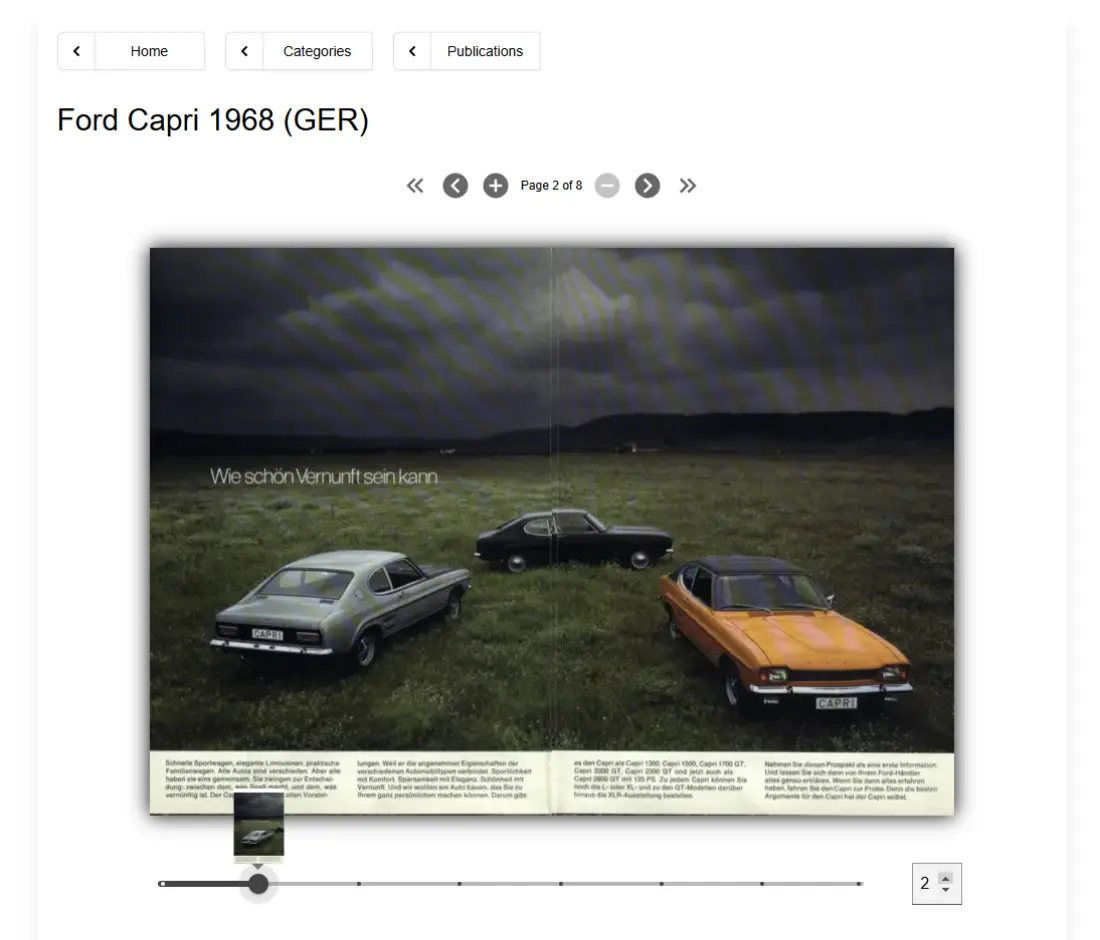 Home
Categories
Publications
Ford Capri 1968 (GER)
Page 2 of 8
Wie schön Vernunft sein kann
CAPRI
CAPRI
Schnelle Sportwagen, elegante Limousinen, praktische
Familienwagen. Alle Autos sind verschieden. Aber alle
haben sie eins gemeinsam. Sie zwingen zur Entschei-
dung: zwischen dem, was Spaß macht, und dem, was
vernünftig ist. Der allen Vorstel-
lungen. Weil er die angenehmen Eigenschaften der
verschiedenen Automobiltypen verbindet. Sportlichkeit
mit Komfort. Sparsamkeit mit Eleganz. Schönheit mit
Vernunft. Und wir wollen ein Auto bauen, das Sie zu
Ihrem ganz persönlichen machen können. Darum gibt
es den Capri als Capri 1300, Capri 1500, Capri 1700 GT,
Capri 2000 GT, Capri 2300 GT und jetzt auch als
Capri 2600 GT mit 125 PS. Zu jedem Capri können Sie
noch die L- oder XL- und zu den GT-Modellen darüber
hinaus die XLR-Ausstattung bestellen.
Nehmen Sie diesen Prospekt als eine erste Information.
Und lassen Sie sich dann von Ihrem Ford-Händler
alles genau erklären. Wenn Sie dann alles erfahren
haben, fahren Sie den Capri zur Probe. Denn die besten
Argumente für den Capri hat der Capri selbst.
2